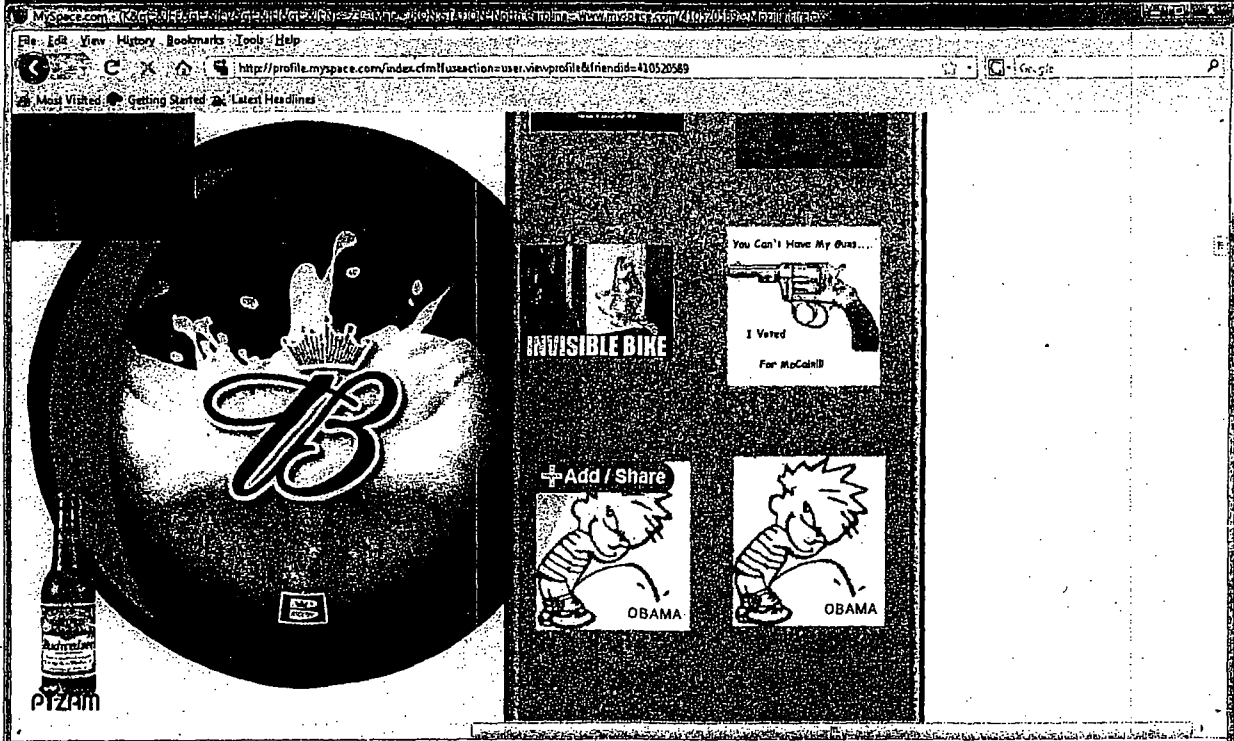 File Edit View History Bookmarks Tools Help
http://profile.myspace.com/index.cfm?fuseaction=user.viewprofile&friendid=410520589
Google
Most Visited Getting Started Latest Headlines
B
Budweiser
PYZAM
INVISIBLE BIKE
You Can't Have My Guns....
I Voted
For McCain!!!
+Add / Share
OBAMA
OBAMA